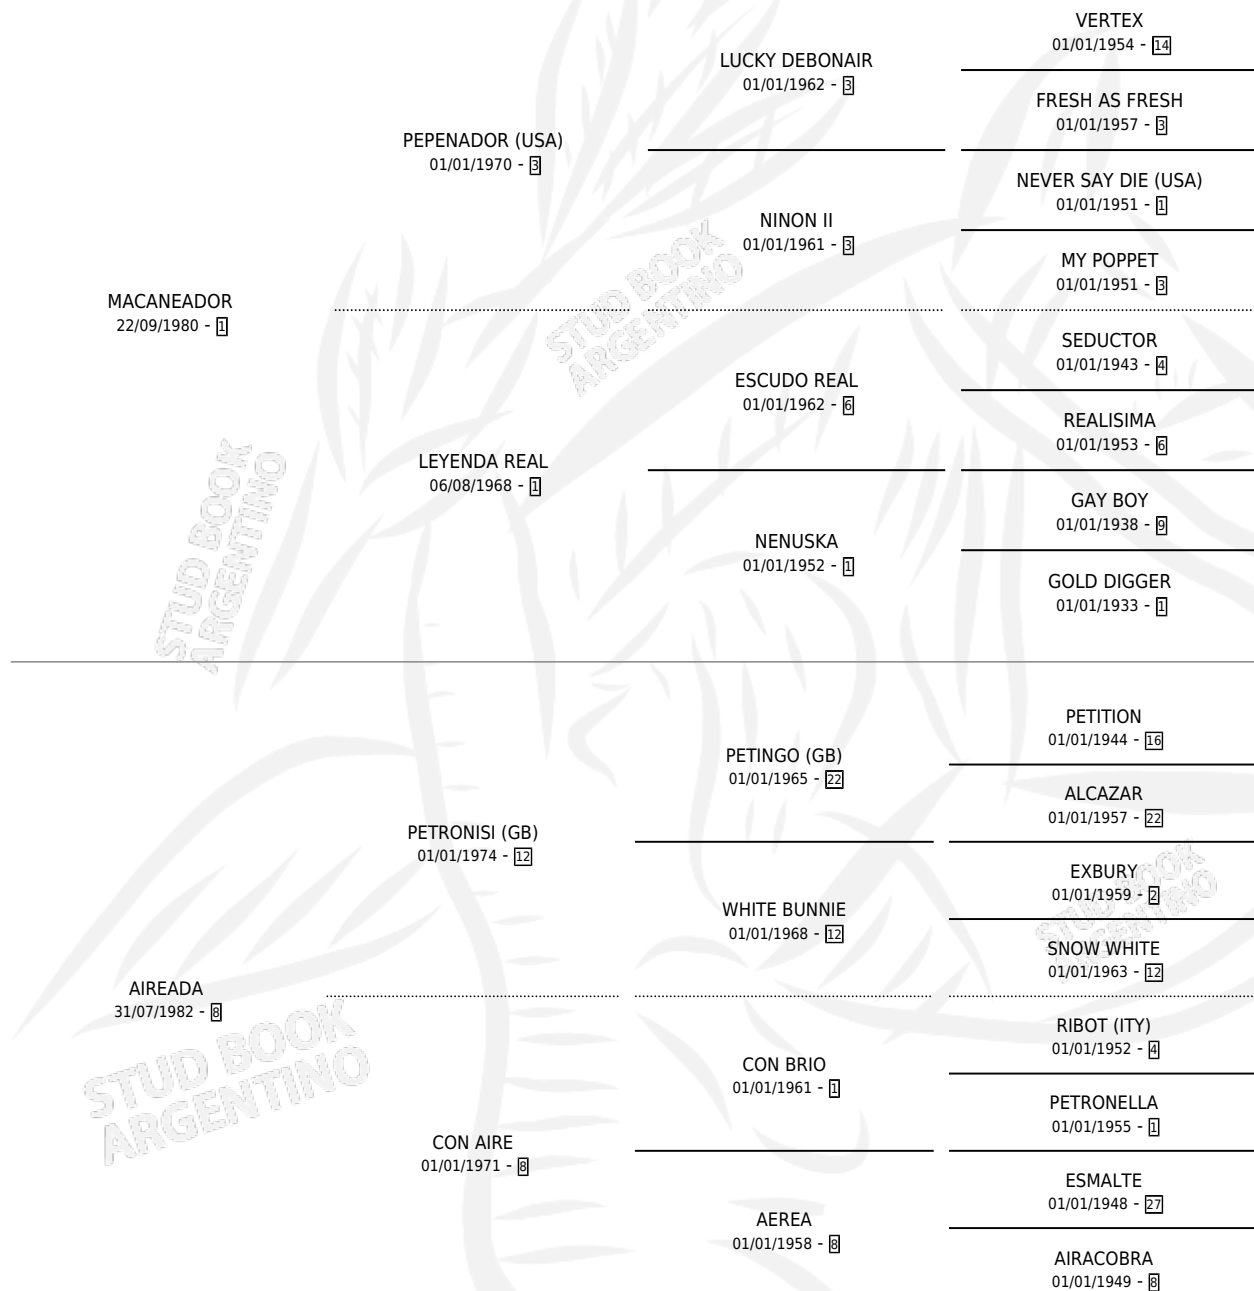 VERTEX
01/01/1954 - 14
LUCKY DEBONAIR
01/01/1962 - 3
FRESH AS FRESH
01/01/1957 - 3
PEPENADOR (USA)
01/01/1970 - 3
NEVER SAY DIE (USA)
01/01/1951 - 1
NINON II
01/01/1961 - 3
MY POPPET
01/01/1951 - 3
MACANEADOR
22/09/1980 - 1
SEDUCTOR
01/01/1943 - 4
ESCUDO REAL
01/01/1962 - 6
REALISIMA
01/01/1953 - 6
LEYENDA REAL
06/08/1968 - 1
GAY BOY
01/01/1938 - 9
NENUSKA
01/01/1952 - 1
GOLD DIGGER
01/01/1933 - 1
STUD BOOK
ARGENTINO
STUD BOOK
ARGENTINO
PETITION
01/01/1944 - 16
PETINGO (GB)
01/01/1965 - 22
ALCAZAR
01/01/1957 - 22
PETRONISI (GB)
01/01/1974 - 12
EXBURY
01/01/1959 - 2
WHITE BUNNIE
01/01/1968 - 12
SNOW WHITE
01/01/1963 - 12
AIREADA
31/07/1982 - 8
RIBOT (ITY)
01/01/1952 - 4
CON BRIO
01/01/1961 - 1
PETRONELLA
01/01/1955 - 1
CON AIRE
01/01/1971 - 8
ESMALTE
01/01/1948 - 27
AEREA
01/01/1958 - 8
AIRACOBRA
01/01/1949 - 8
STUD BOOK
ARGENTINO
STUD BOOK
ARGENTINO